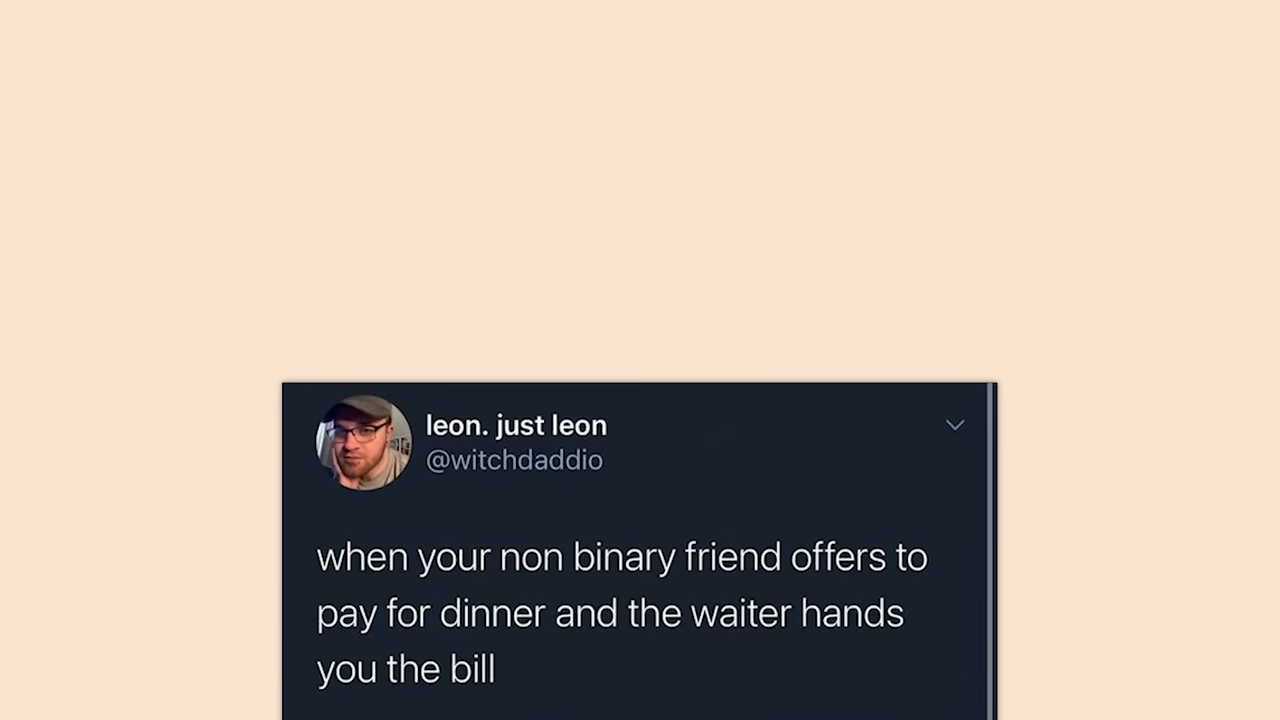 leon. just leon
@witchdaddio
when your non binary friend offers to
pay for dinner and the waiter hands
you the bill